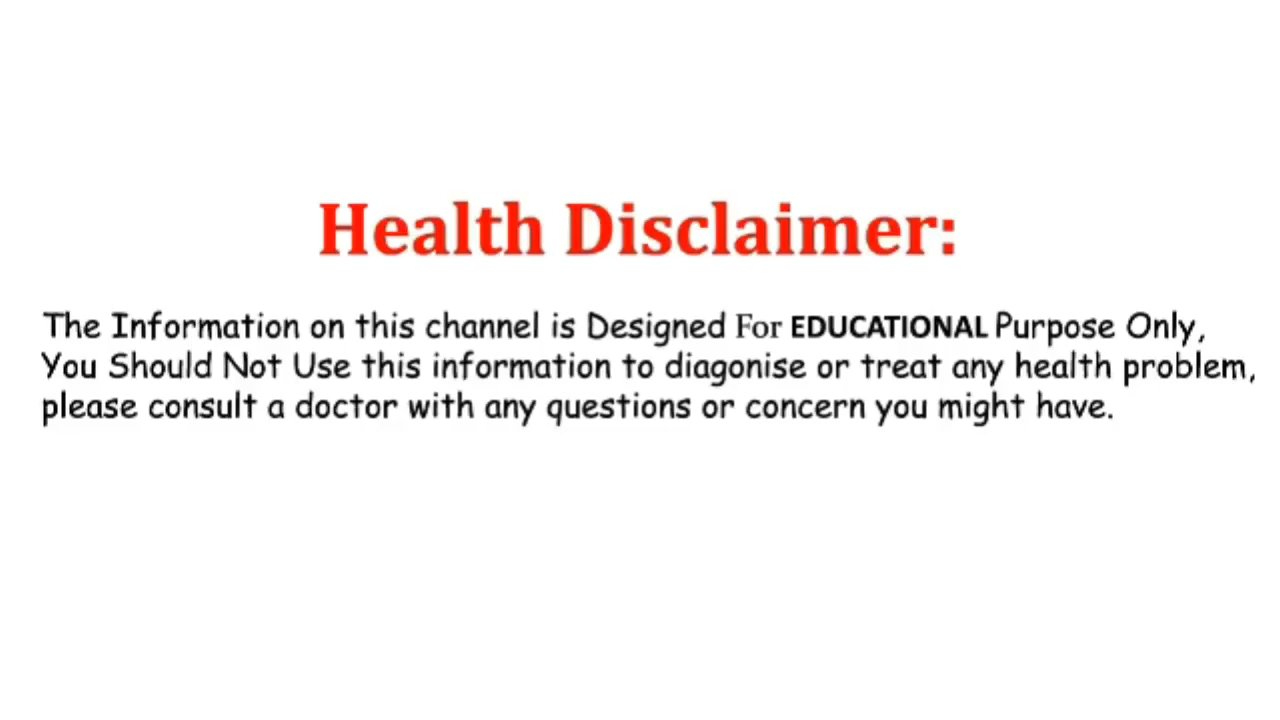 Health Disclaimer:
The Information on this channel is Designed For EDUCATIONAL Purpose Only,
You Should Not Use this information to diagonise or treat any health problem,
please consult a doctor with any questions or concern you might have.